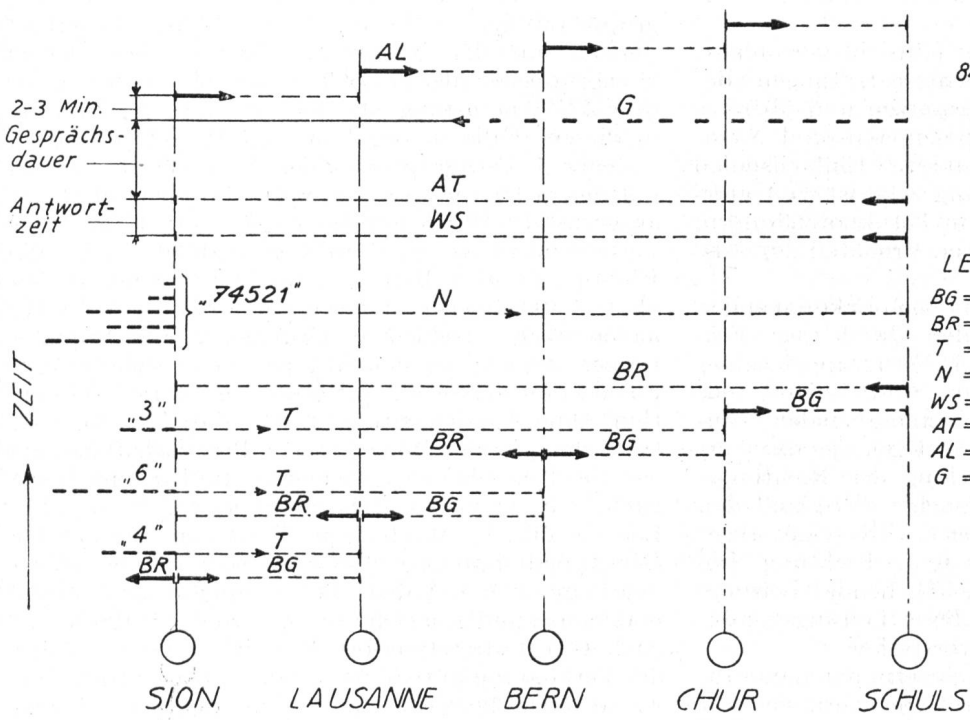 AL
84
2-3 Min.
G
Gesprächs-
dauer
AT
Antwort-
zeit
WS
LE
„74521"
N
BG =
BR =
T =
N =
WS =
AT =
AL =
G =
BR
ZEIT
„3"
T
BG
BR
BG
„6"
T
BR
BG
„4"
T
BR
BG
SION
LAUSANNE
BERN
CHUR
SCHULS